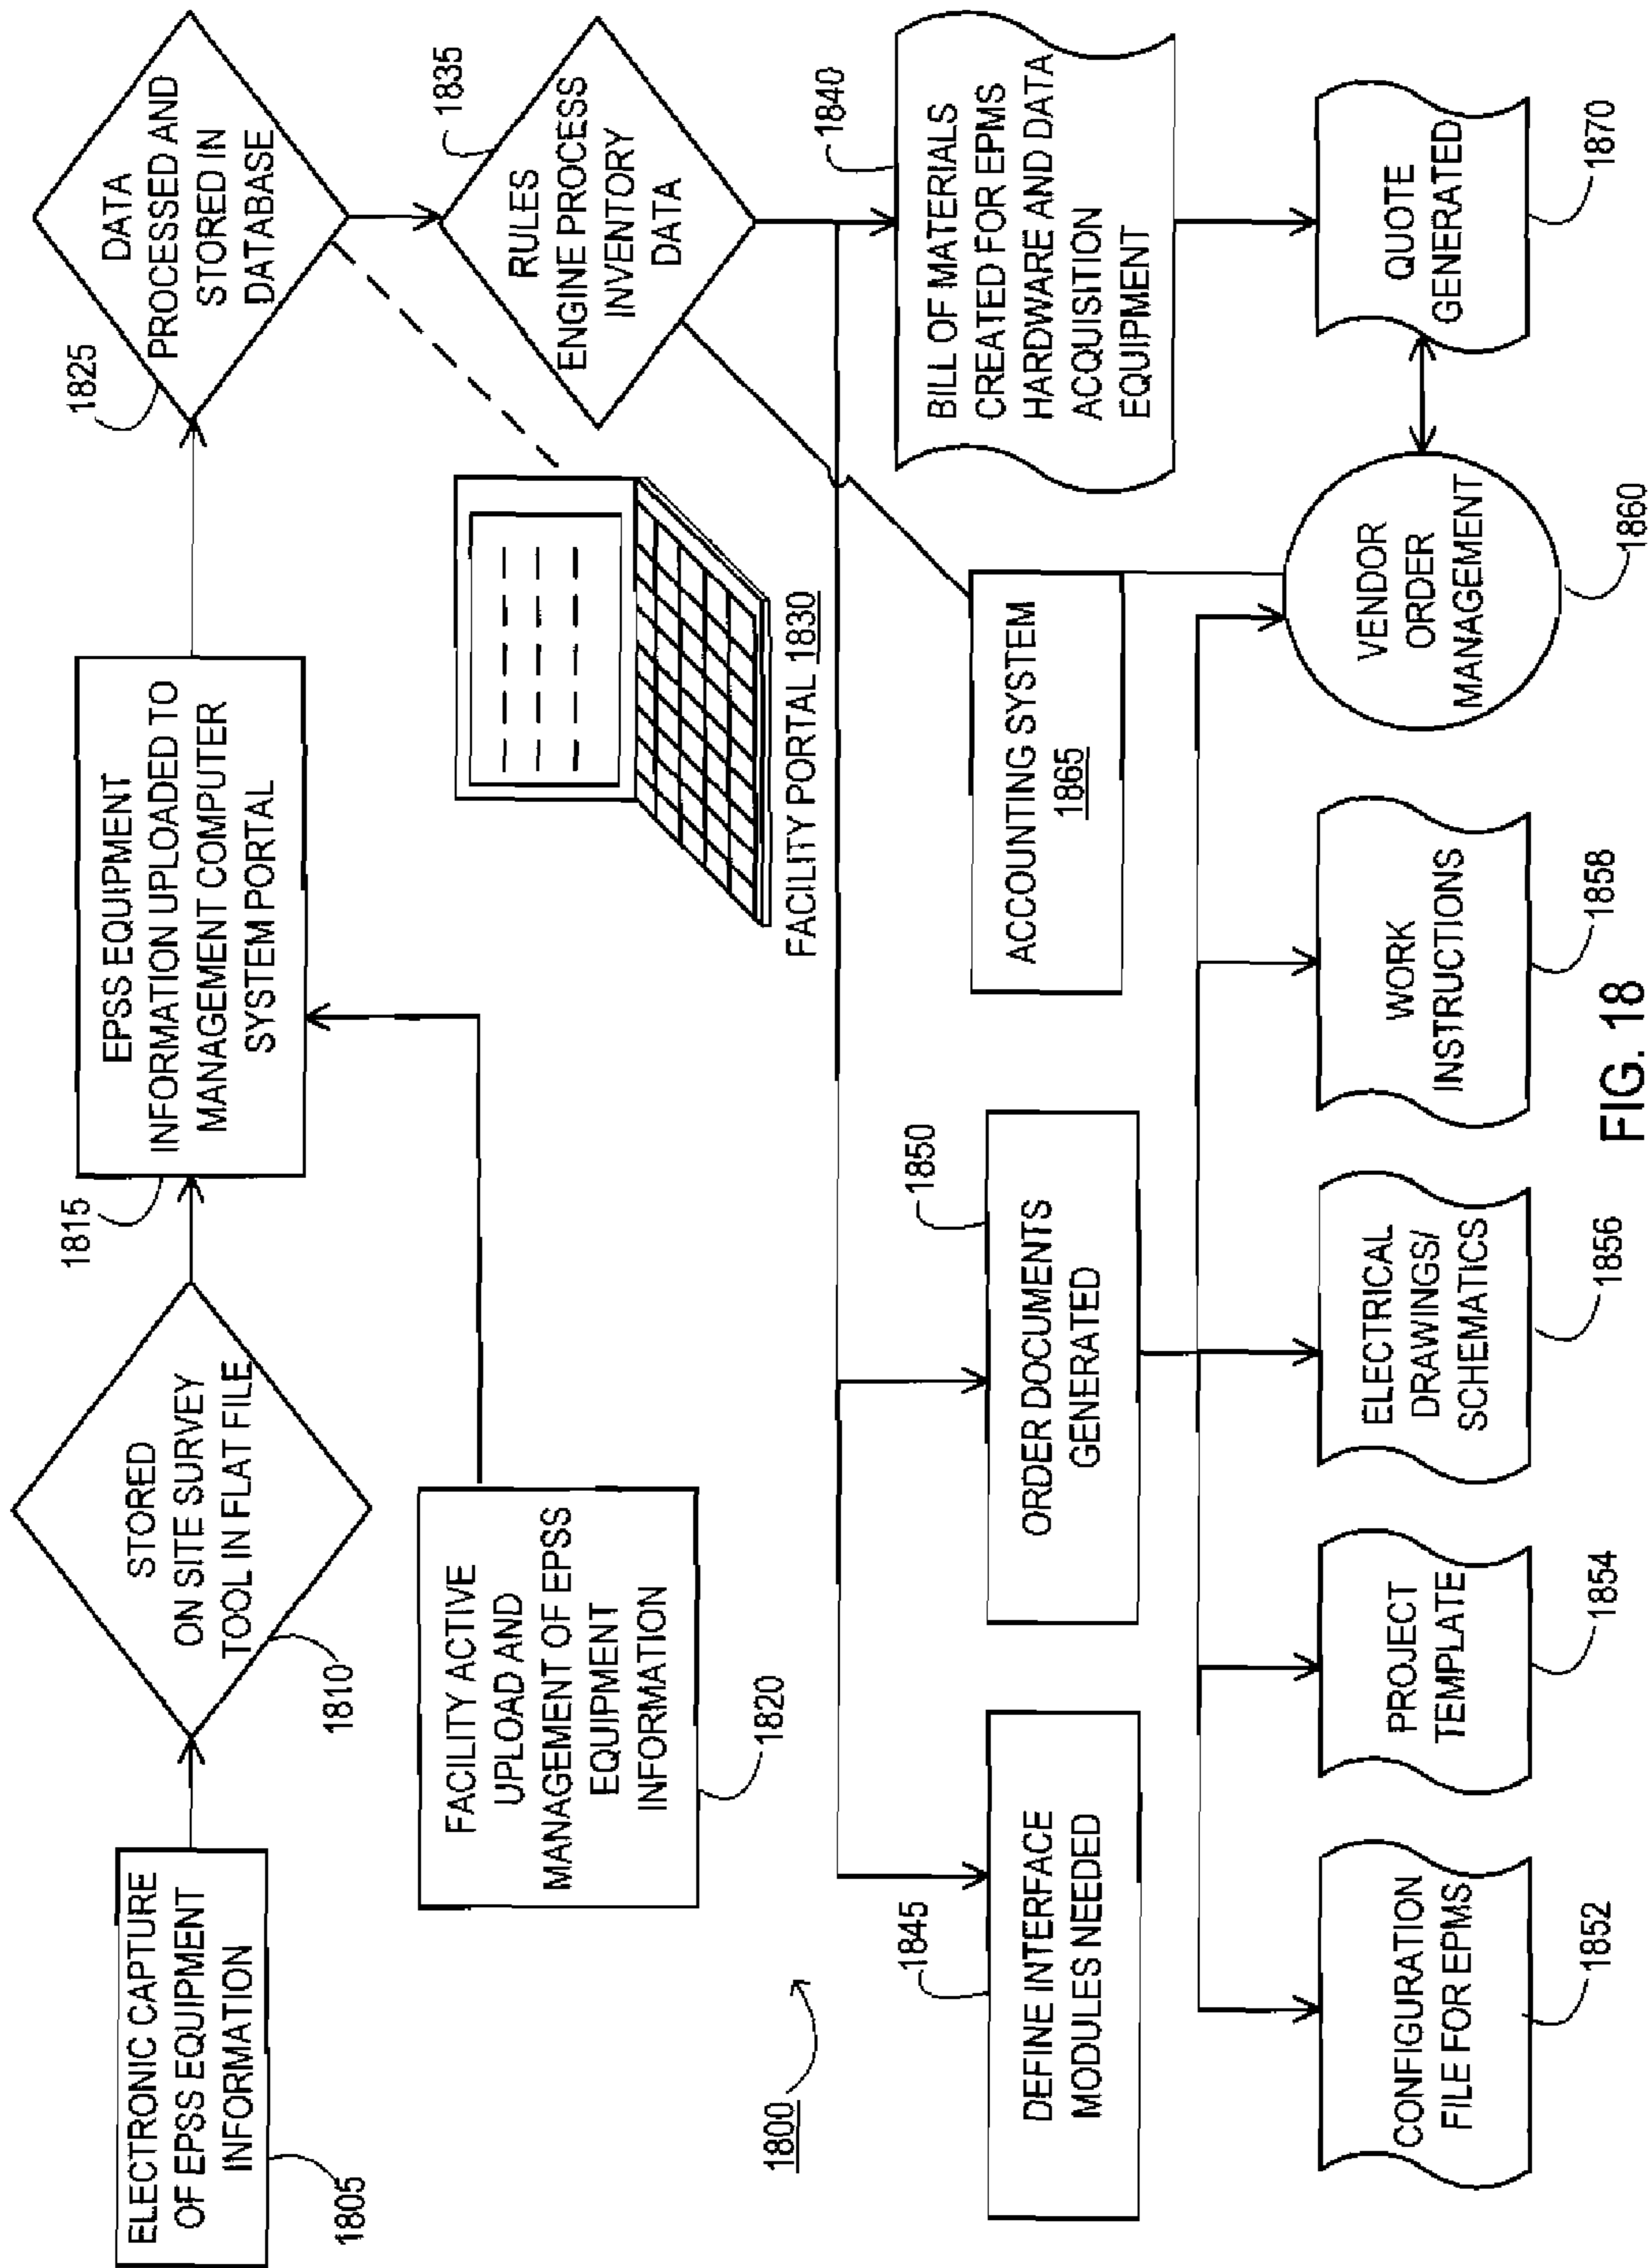 ELECTRONIC CAPTURE
OF EPSS EQUIPMENT
INFORMATION
1805
STORED
ON SITE SURVEY
TOOL IN FLAT FILE
1810
EPSS EQUIPMENT
INFORMATION UPLOADED TO
MANAGEMENT COMPUTER
SYSTEM PORTAL
1815
DATA
PROCESSED AND
STORED IN
DATABASE
1825
FACILITY ACTIVE
UPLOAD AND
MANAGEMENT OF EPSS
EQUIPMENT
INFORMATION
1820
FACILITY PORTAL 1830
RULES
ENGINE PROCESS
INVENTORY
DATA
1835
1800
DEFINE INTERFACE
MODULES NEEDED
1845
ORDER DOCUMENTS
GENERATED
1850
ACCOUNTING SYSTEM
1865
BILL OF MATERIALS
CREATED FOR EPMS
HARDWARE AND DATA
ACQUISITION
EQUIPMENT
1840
CONFIGURATION
FILE FOR EPMS
1852
PROJECT
TEMPLATE
1854
ELECTRICAL
DRAWINGS/
SCHEMATICS
1856
WORK
INSTRUCTIONS
1858
VENDOR
ORDER
MANAGEMENT
1860
QUOTE
GENERATED
1870
FIG. 18